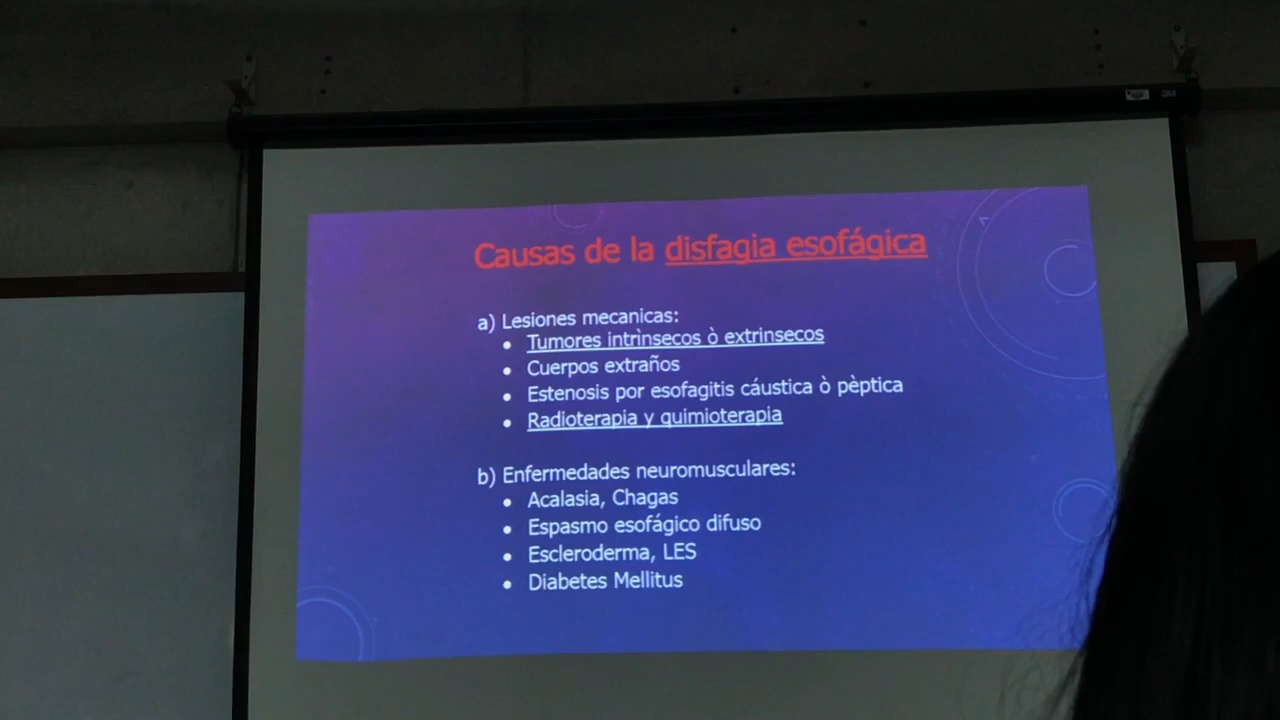 3M
Causas de la disfagia esofágica
a) Lesiones mecanicas:
• Tumores intrìnsecos ò extrinsecos
• Cuerpos extraños
• Estenosis por esofagitis cáustica ò pèptica
• Radioterapia y quimioterapia
b) Enfermedades neuromusculares:
• Acalasia, Chagas
• Espasmo esofágico difuso
• Escleroderma, LES
• Diabetes Mellitus